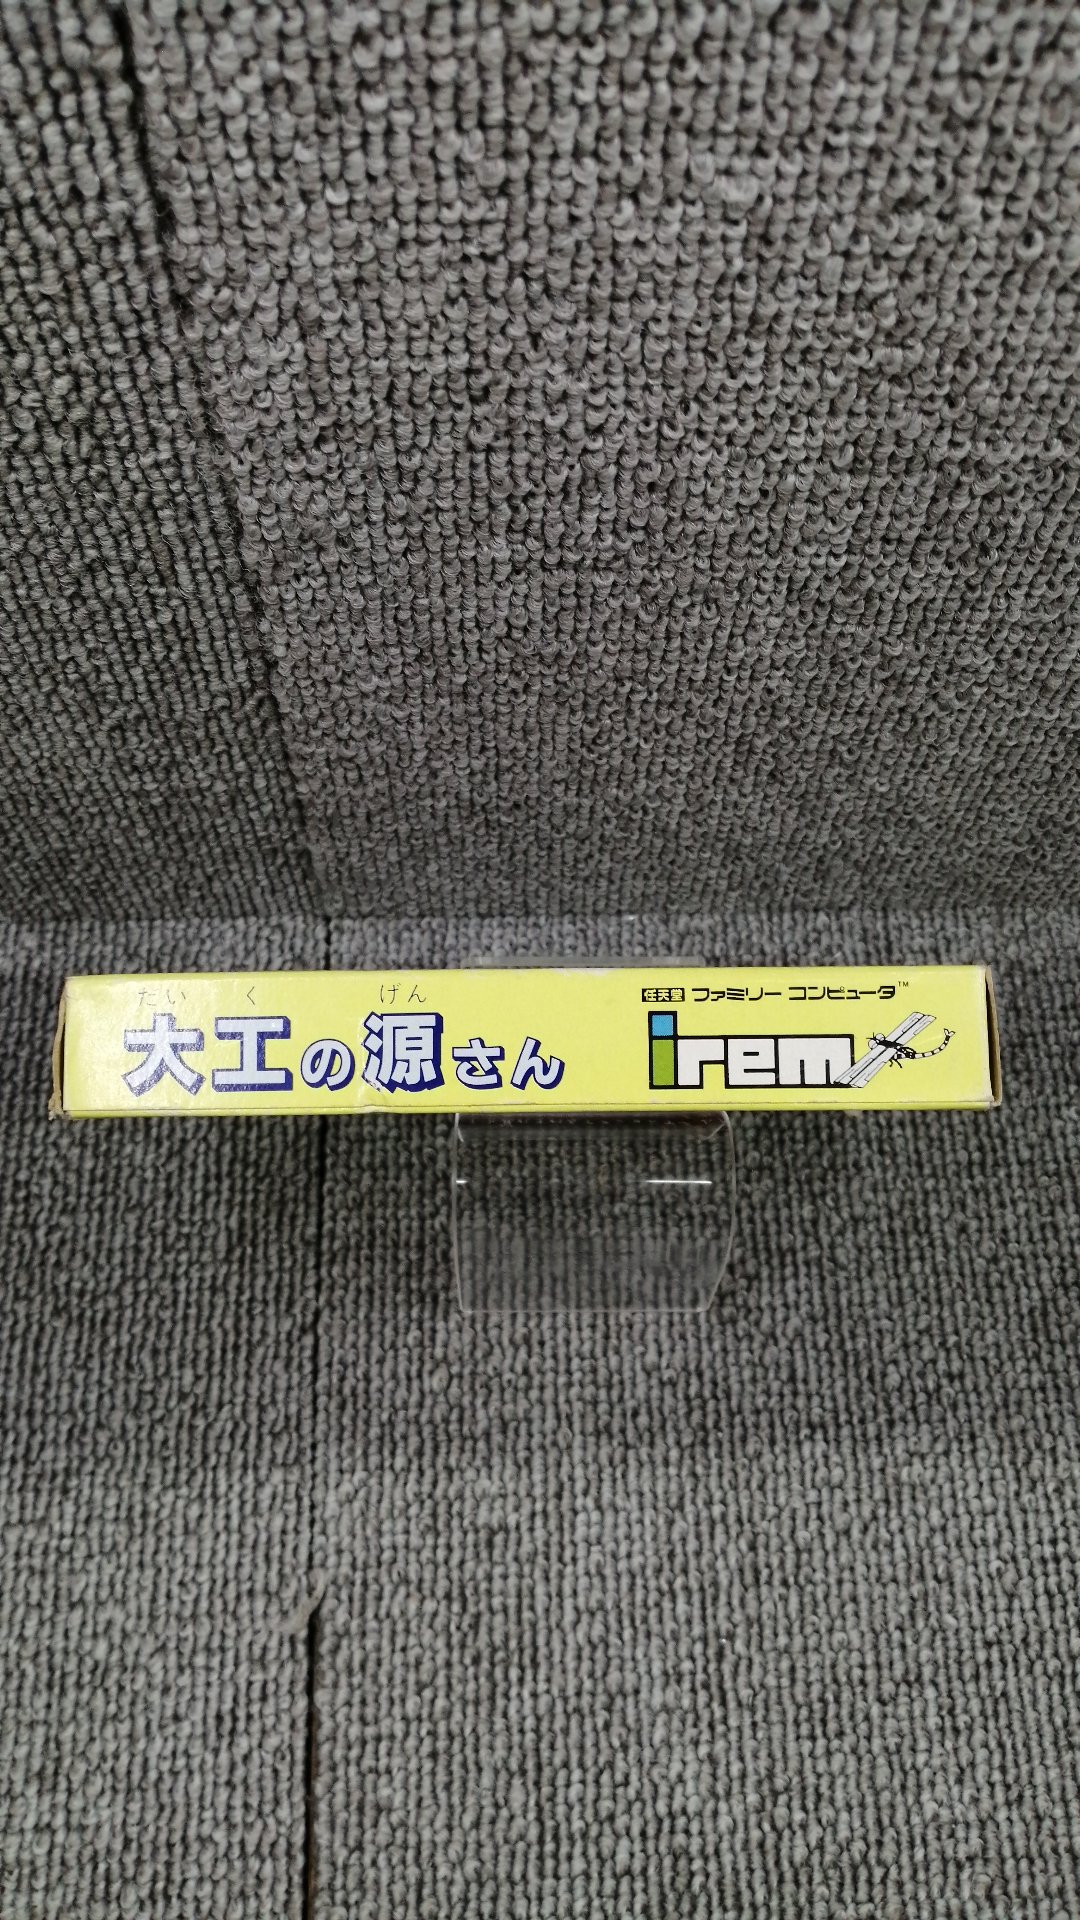 だいく げん
大工の源さん
任天堂 ファミリー コンピュータ™
irem